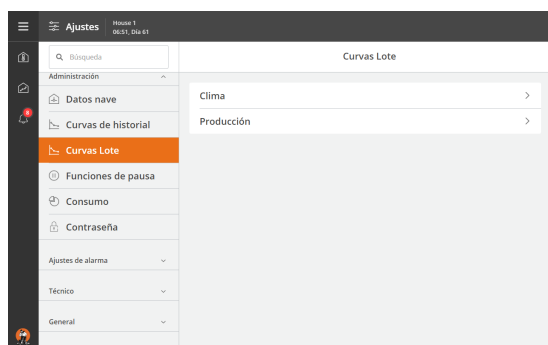 Ajustes
House 1
06:51, Día 61
Búsqueda
Curvas Lote
Administración
Datos nave
Curvas de historial
Curvas Lote
Funciones de pausa
Consumo
Contraseña
Ajustes de alarma
Técnico
General
Clima
Producción